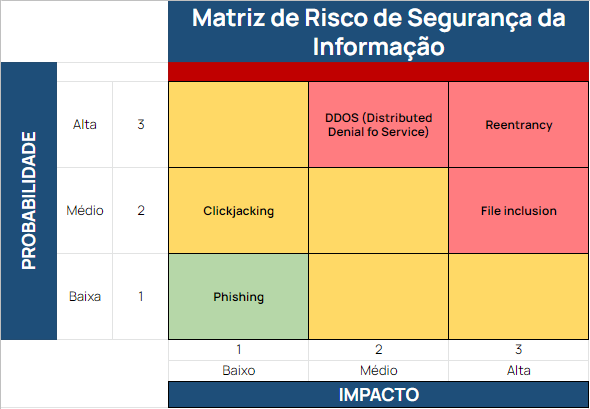 Matriz de Risco de Segurança da
Informação
PROBABILIDADE
Alta 3
DDOS (Distributed
Denial fo Service)
Reentrancy
Médio 2
Clickjacking
File inclusion
Baixa 1
Phishing
1 2 3
Baixo Médio Alta
IMPACTO